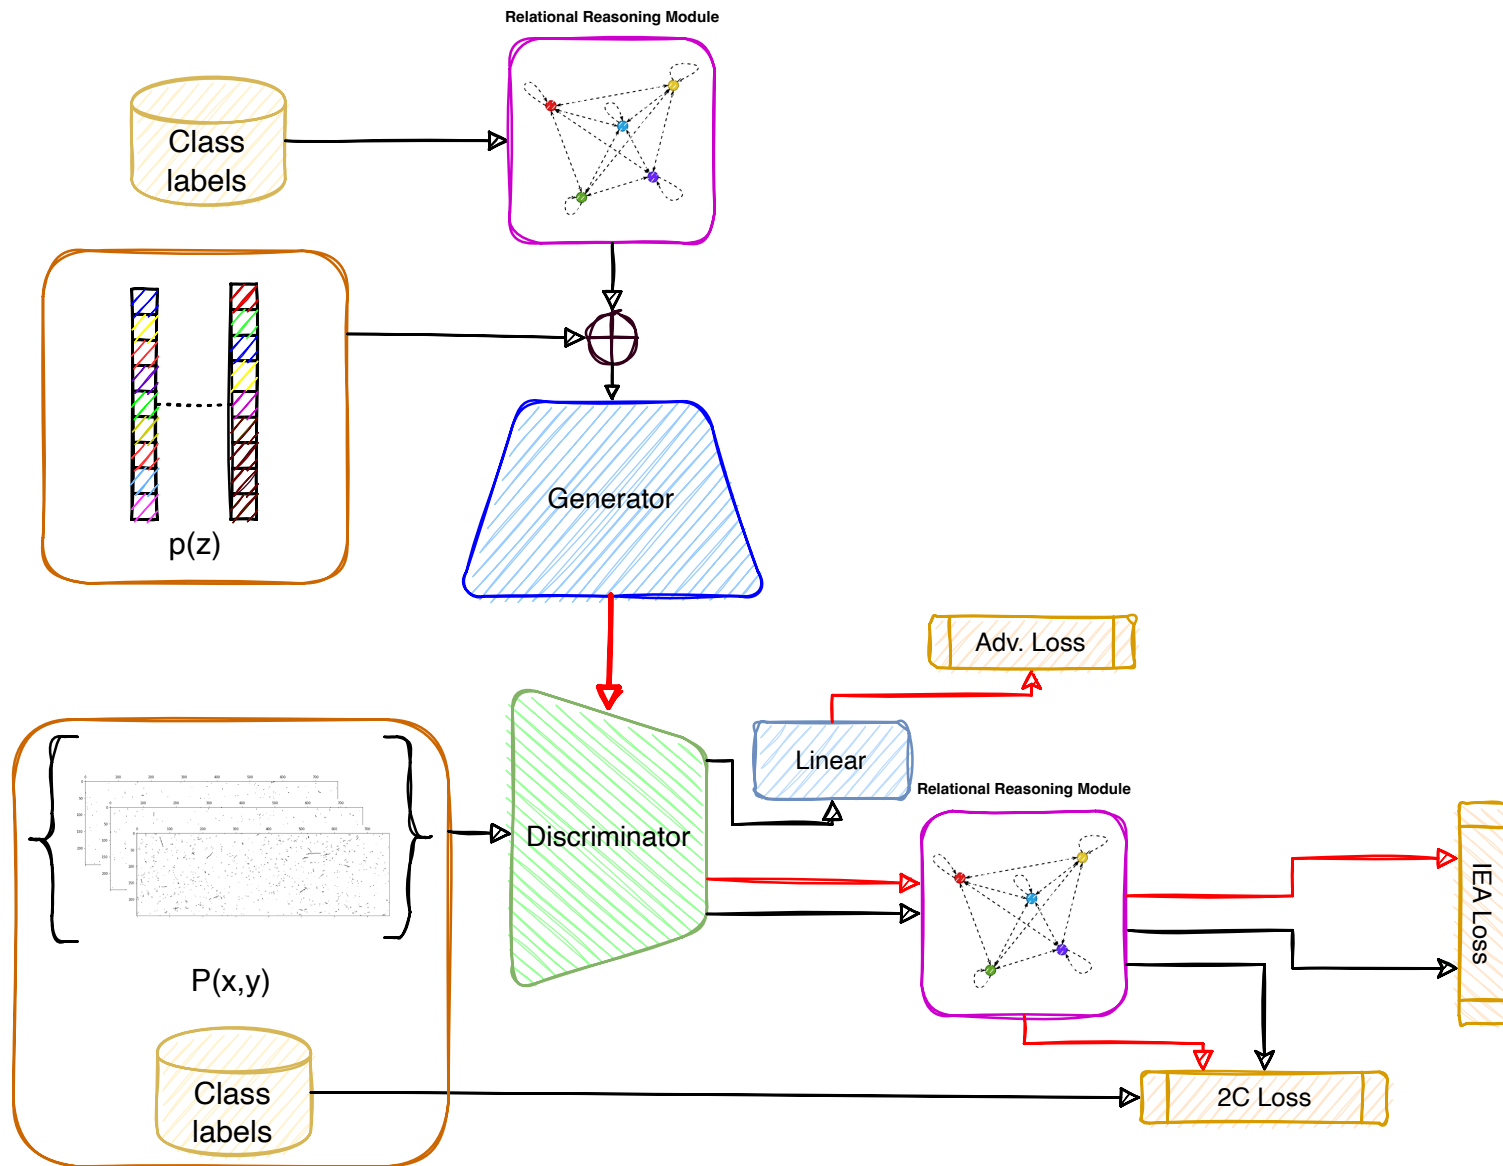 Relational Reasoning Module
Class
labels
p(z)
Generator
Adv. Loss
Linear
Relational Reasoning Module
Discriminator
IEA Loss
P(x,y)
Class
labels
2C Loss